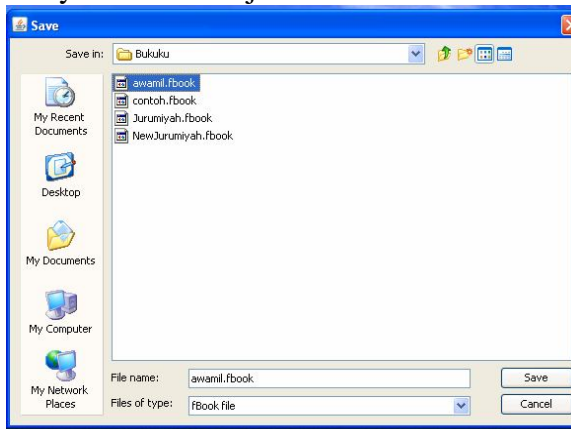 Save
Save in: Bukuku
awamil.fbook
contoh.fbook
Jurumiyah.fbook
NewJurumiyah.fbook
My Recent
Documents
Desktop
My Documents
My Computer
My Network
Places
File name: awamil.fbook Save
Files of type: fBook file Cancel